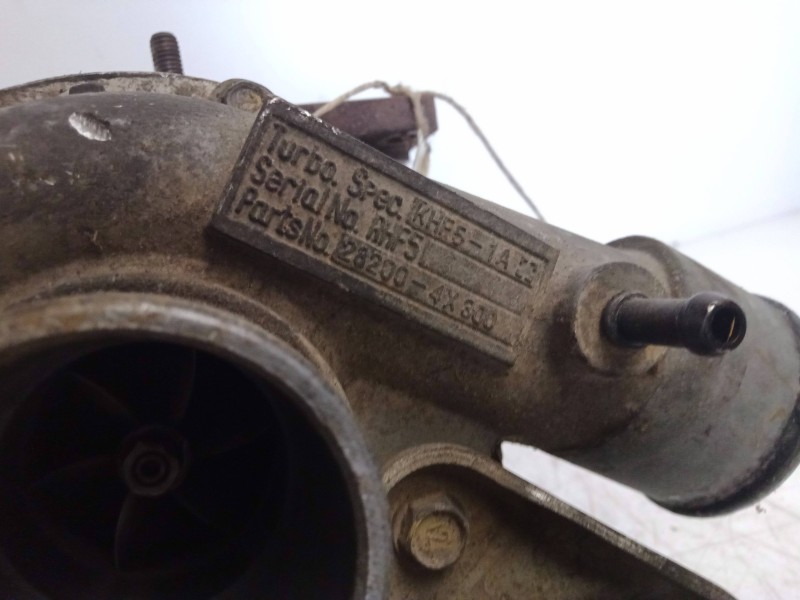 Turbo. Spec. KHF5-1A
Serial No. RHF5
Parts No. 28200-4X300